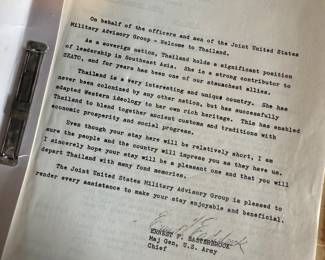 On behalf of the officers and men of the Joint United States
Military Advisory Group - Welcome to Thailand.
As a soverign nation, Thailand holds a significant position
of leadership in Southeast Asia. She is a strong contributor to
SEATO, and for years has been one of our staunchest allies.
Thailand is a very interesting and unique country. She has
never been colonized by any other nation, but has successfully
adapted Western ideology to her own rich heritage. This has enabled
Thailand to blend together ancient customs and traditions with
economic prosperity and social progress.
Even though your stay here will be relatively short, I am
sure the people and the country will impress you as they have us.
I sincerely hope your stay will be a pleasant one and that you will
depart Thailand with many fond memories.
The Joint United States Military Advisory Group is pleased to
render every assistance to make your stay enjoyable and beneficial.
ERNEST F. EASTERBROOK
Maj Gen, U.S. Army
Chief